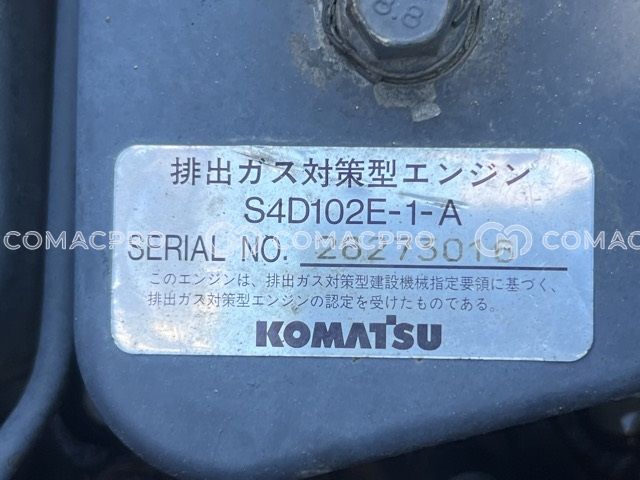 8.8
排出ガス対策型エンジン
S4D102E-1-A
COMACPRO COMACPRO COMACPRO
SERIAL NO. 28273016
このエンジンは、排出ガス対策型建設機械指定要領に基づく、
排出ガス対策型エンジンの認定を受けたものである。
KOMATSU